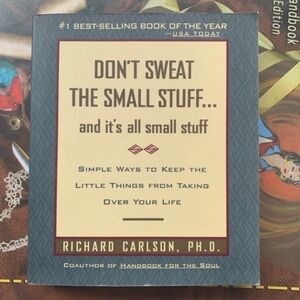 #1 BEST-SELLING BOOK OF THE YEAR
—USA TODAY
DON'T SWEAT
THE SMALL STUFF...
and it's all small stuff
SIMPLE WAYS TO KEEP THE
LITTLE THINGS FROM TAKING
OVER YOUR LIFE
RICHARD CARLSON, PH.D.
COAUTHOR OF HANDBOOK FOR THE SOUL
andbook
Edition